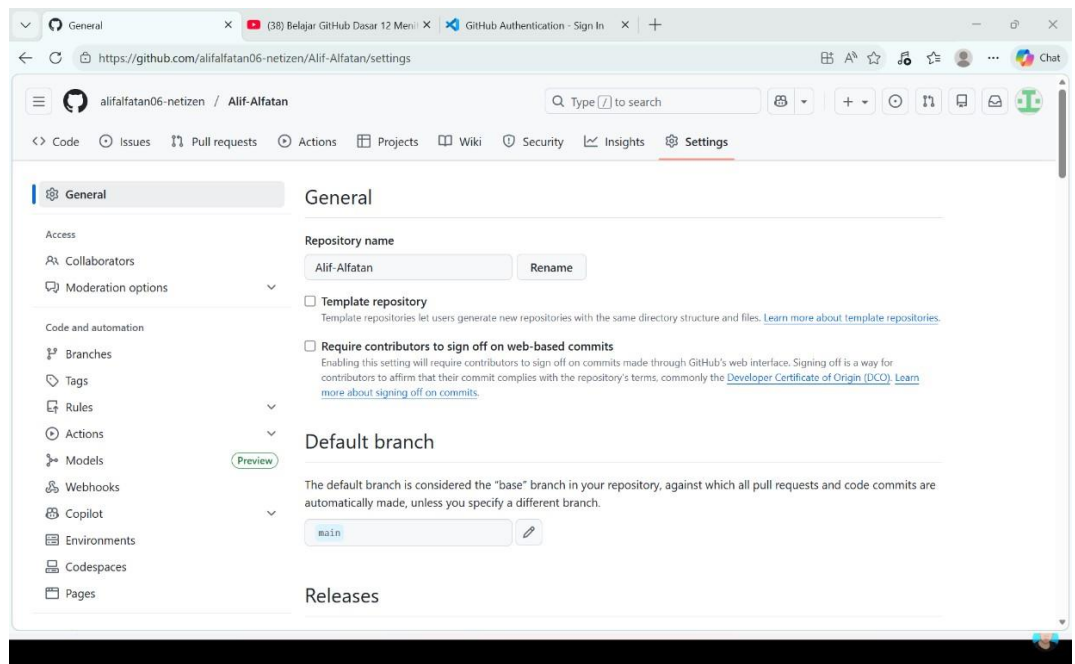 General
(38) Belajar GitHub Dasar 12 Menit
GitHub Authentication - Sign In
https://github.com/alifalfatan06-netizen/Alif-Alfatan/settings
Chat
alifalfatan06-netizen / Alif-Alfatan
Type / to search
Code
Issues
Pull requests
Actions
Projects
Wiki
Security
Insights
Settings
General
Access
Collaborators
Moderation options
Code and automation
Branches
Tags
Rules
Actions
Models
Preview
Webhooks
Copilot
Environments
Codespaces
Pages
General
Repository name
Alif-Alfatan
Rename
Template repository
Template repositories let users generate new repositories with the same directory structure and files. Learn more about template repositories.
Require contributors to sign off on web-based commits
Enabling this setting will require contributors to sign off on commits made through GitHub's web interface. Signing off is a way for
contributors to affirm that their commit complies with the repository's terms, commonly the Developer Certificate of Origin (DCO). Learn
more about signing off on commits.
Default branch
The default branch is considered the "base" branch in your repository, against which all pull requests and code commits are
automatically made, unless you specify a different branch.
main
Releases